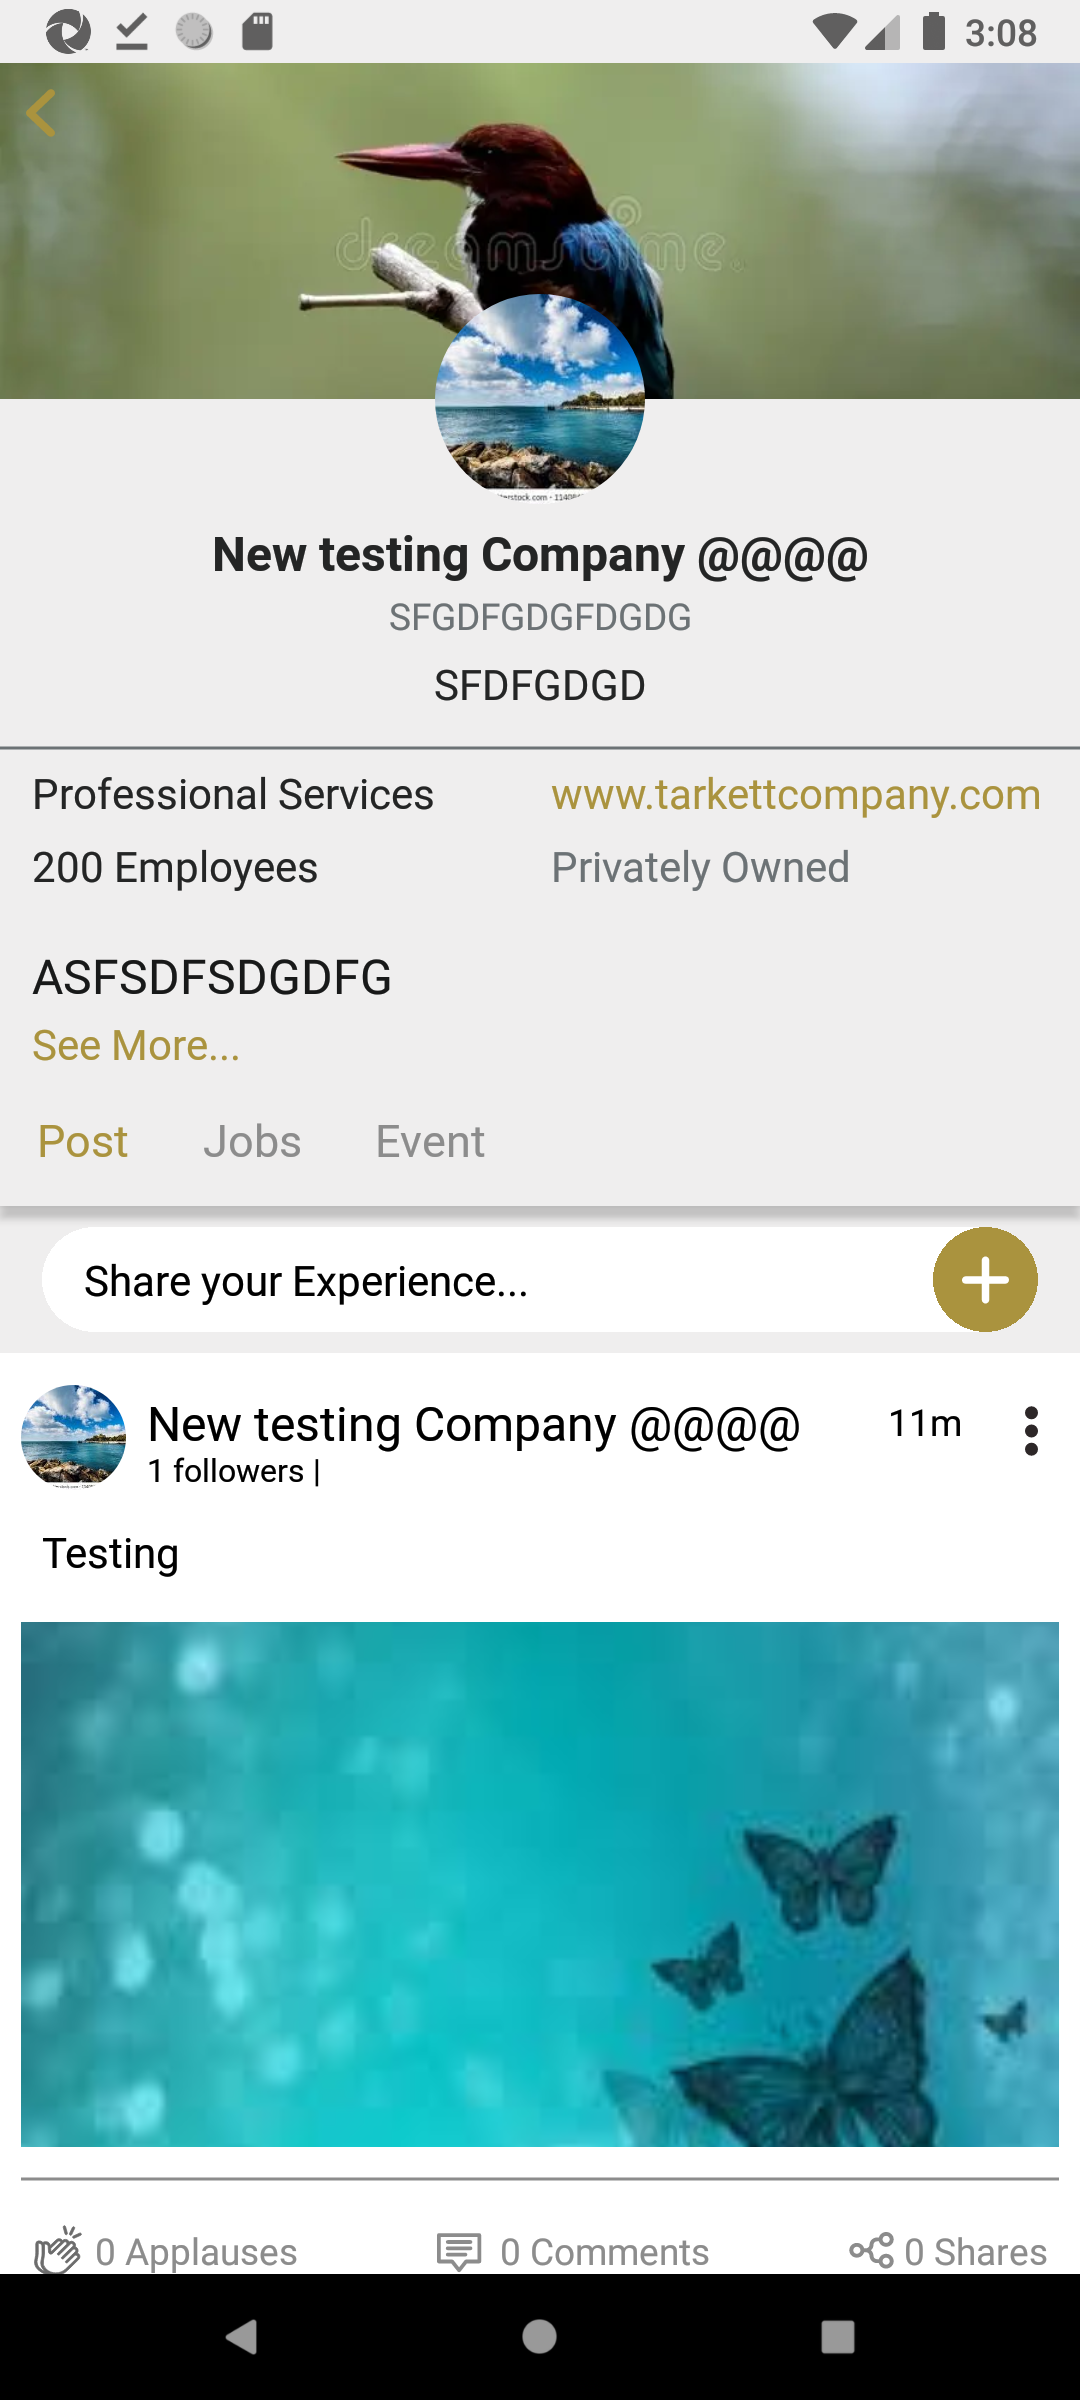 3:08
dreamstime.
New testing Company @@@@
SFGDFGDGFDGDG
SFDFGDGD
Professional Services
www.tarkettcompany.com
200 Employees
Privately Owned
ASFSDFSDGDFG
See More...
Post
Jobs
Event
Share your Experience...
New testing Company @@@@
11m
1 followers |
Testing
0 Applauses
0 Comments
0 Shares